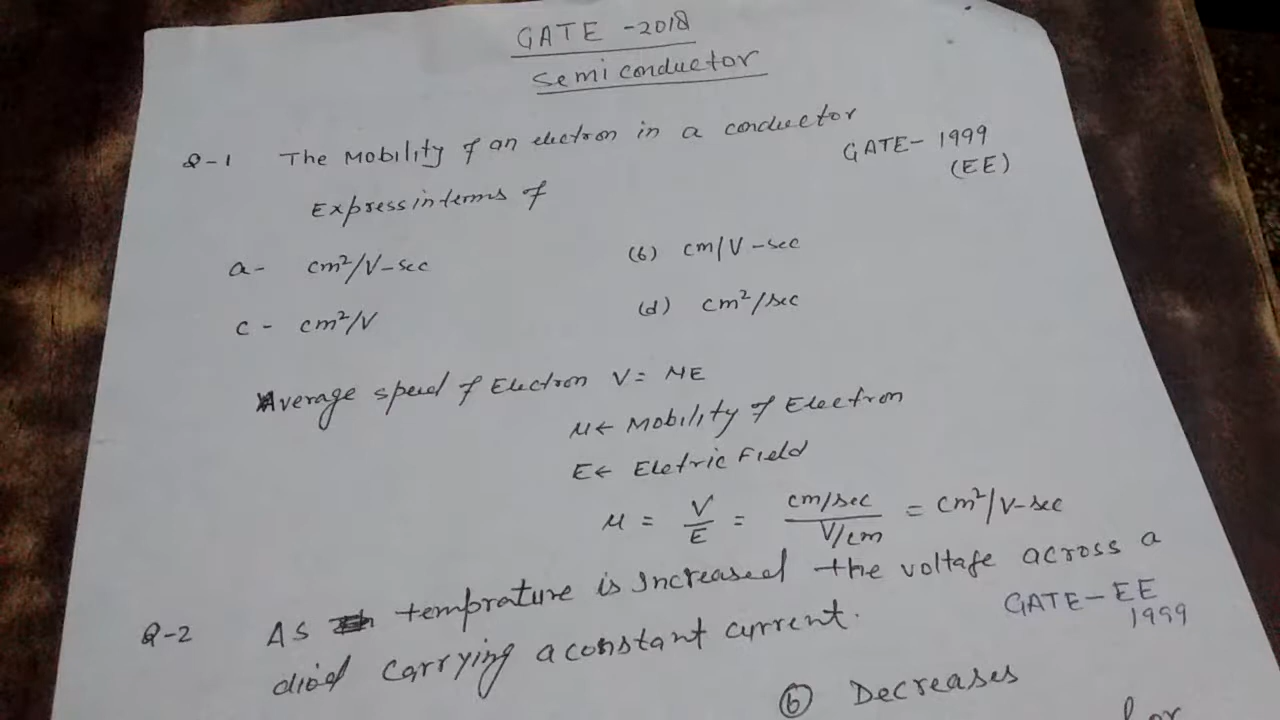 GATE -2018
Semiconductor
Q-1 The Mobility of an electron in a conductor
GATE- 1999
(EE)
Express in terms of
a- cm²/V-sec (b) cm/V-sec
c- cm²/V (d) cm²/sec
Average speed of Electron V= ME
M← Mobility of Electron
E← Eletric Field
M = V/E = cm/sec / V/cm = cm²/V-sec
Q-2 As temprature is increased the voltage across a
diod carrying a constant current.
GATE-EE
1999
(b) Decreases